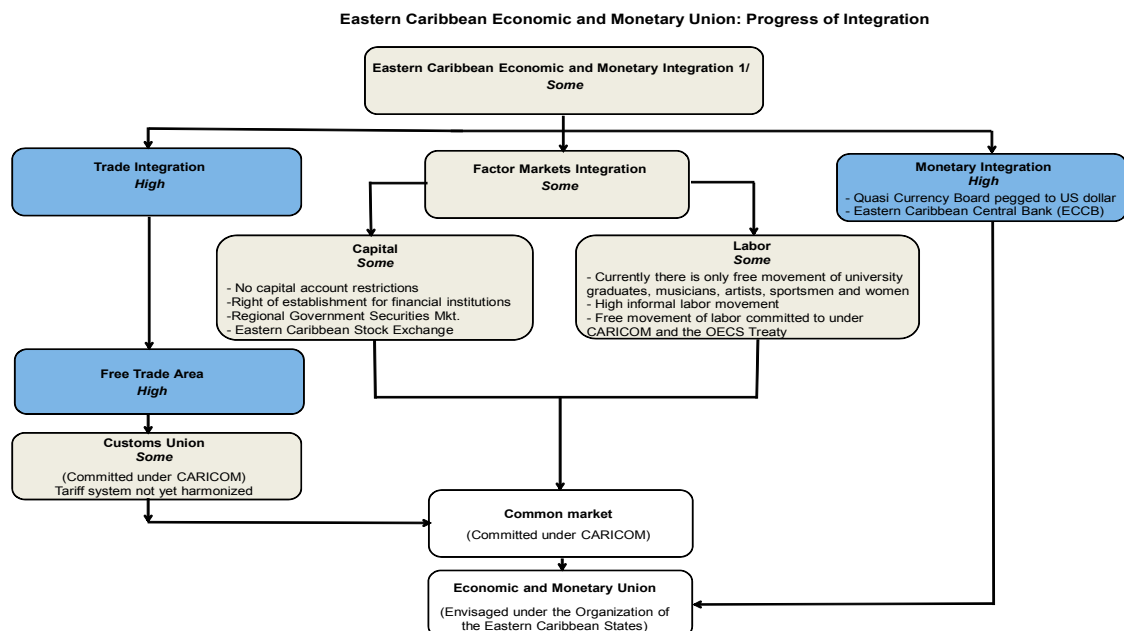 Eastern Caribbean Economic and Monetary Union: Progress of Integration
Eastern Caribbean Economic and Monetary Integration 1/
Some
Trade Integration
High
Factor Markets Integration
Some
Monetary Integration
High
- Quasi Currency Board pegged to US dollar
- Eastern Caribbean Central Bank (ECCB)
Capital
Some
- No capital account restrictions
-Right of establishment for financial institutions
-Regional Government Securities Mkt.
- Eastern Caribbean Stock Exchange
Labor
Some
- Currently there is only free movement of university
graduates, musicians, artists, sportsmen and women
- High informal labor movement
- Free movement of labor committed to under
CARICOM and the OECS Treaty
Free Trade Area
High
Customs Union
Some
(Committed under CARICOM)
Tariff system not yet harmonized
Common market
(Committed under CARICOM)
Economic and Monetary Union
(Envisaged under the Organization of
the Eastern Caribbean States)